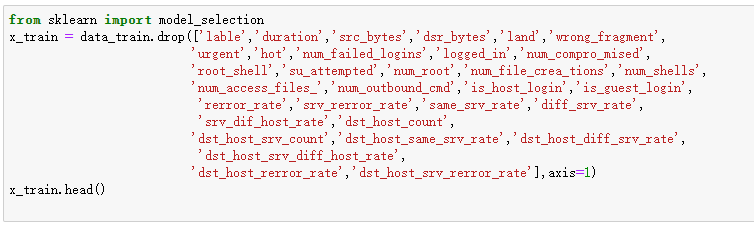 from sklearn import model_selection
x_train = data_train.drop(['lable','duration','src_bytes','dsr_bytes','land','wrong_fragment',
'urgent','hot','num_failed_logins','logged_in','num_compro_mised',
'root_shell','su_attempted','num_root','num_file_crea_tions','num_shells',
'num_access_files_','num_outbound_cmd','is_host_login','is_guest_login',
'rerror_rate','srv_rerror_rate','same_srv_rate','diff_srv_rate',
'srv_dif_host_rate','dst_host_count',
'dst_host_srv_count','dst_host_same_srv_rate','dst_host_diff_srv_rate',
'dst_host_srv_diff_host_rate',
'dst_host_rerror_rate','dst_host_srv_rerror_rate'],axis=1)
x_train.head()